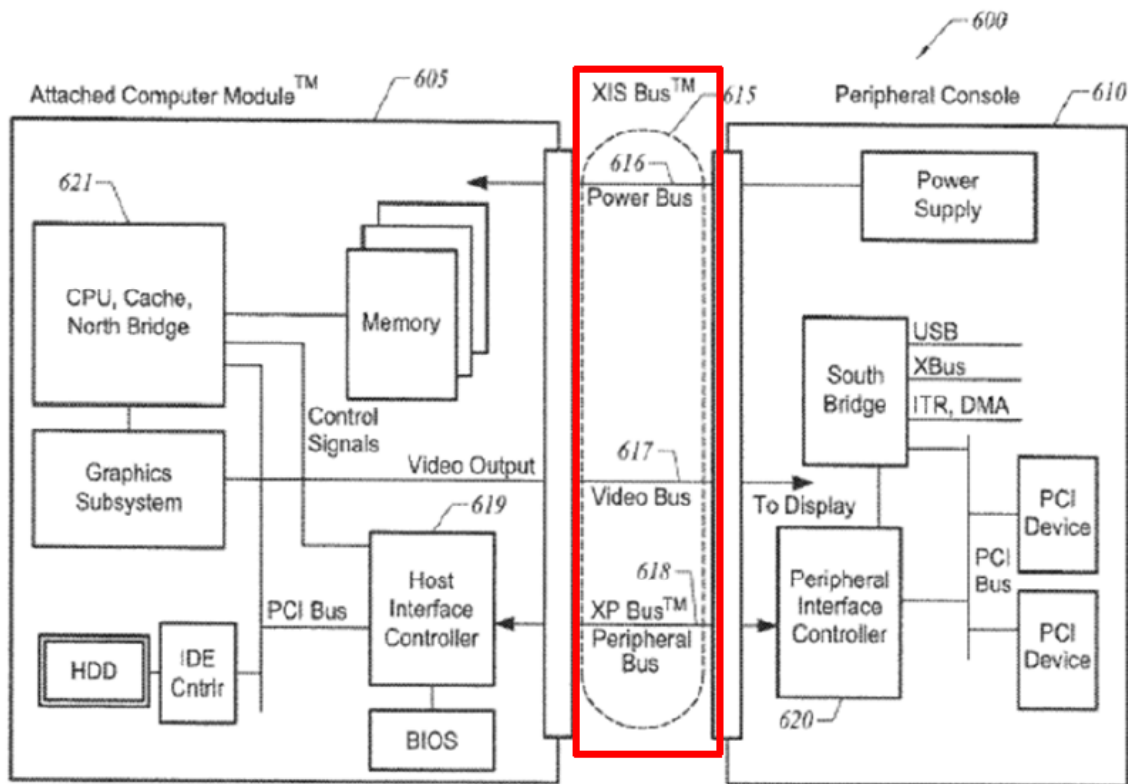 600
Attached Computer Module™
605
XIS Bus™
615
Peripheral Console
610
621
CPU, Cache,
North Bridge
Memory
616
Power Bus
Power
Supply
Control
Signals
Graphics
Subsystem
Video Output
617
Video Bus
To Display
South
Bridge
USB
XBus
ITR, DMA
PCI
Device
619
Host
Interface
Controller
PCI Bus
HDD
IDE
Cntrlr
BIOS
618
XP Bus™
Peripheral
Bus
Peripheral
Interface
Controller
620
PCI
Bus
PCI
Device